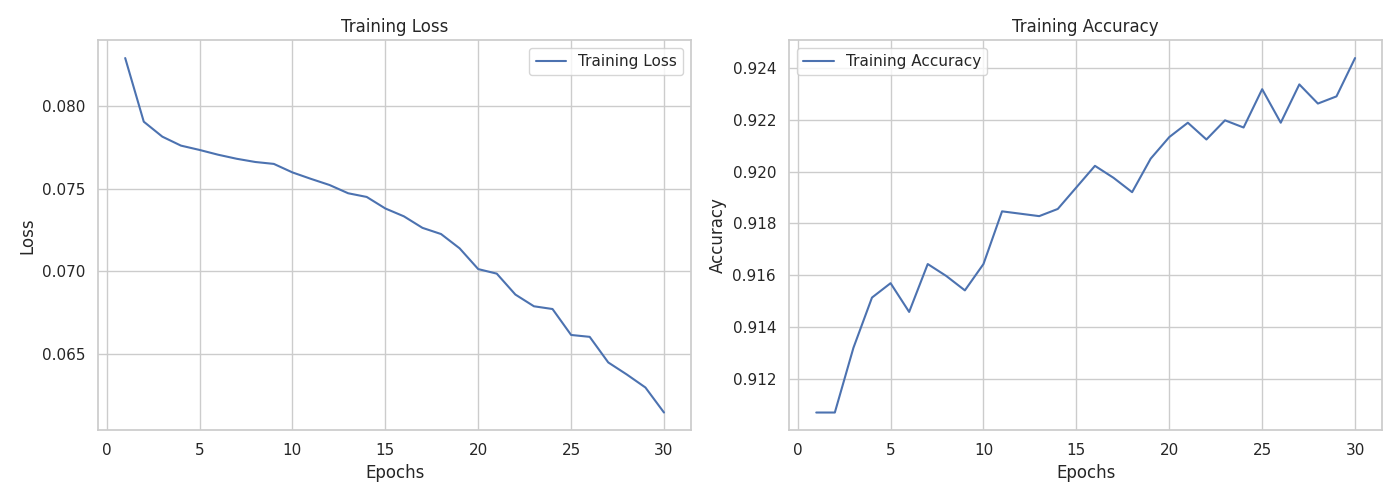 Training Loss
Training Loss
0.080
0.075
0.070
0.065
Loss
0 5 10 15 20 25 30
Epochs
Training Accuracy
Training Accuracy
0.924
0.922
0.920
0.918
0.916
0.914
0.912
Accuracy
0 5 10 15 20 25 30
Epochs